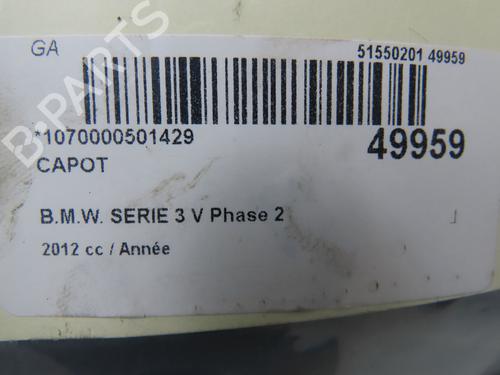 GA
51550201 49959
*1070000501429
49959
CAPOT
B.M.W. SERIE 3 V Phase 2
2012 cc / Année
B-PARTS